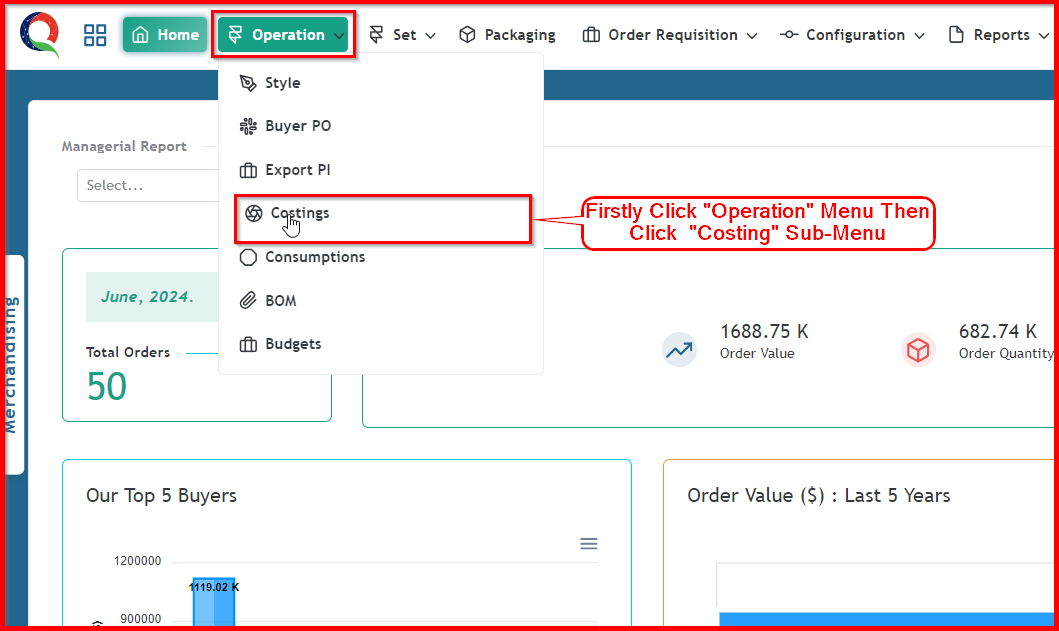 Home
Operation
Set
Packaging
Order Requisition
Configuration
Reports
Style
Buyer PO
Export PI
Costings
Consumptions
BOM
Budgets
Firstly Click "Operation" Menu Then
Click "Costing" Sub-Menu
Managerial Report
Select...
Merchandising
June, 2024.
Total Orders
50
1688.75 K
Order Value
682.74 K
Order Quantity
Our Top 5 Buyers
1200000
1119.02 K
900000
Order Value ($) : Last 5 Years